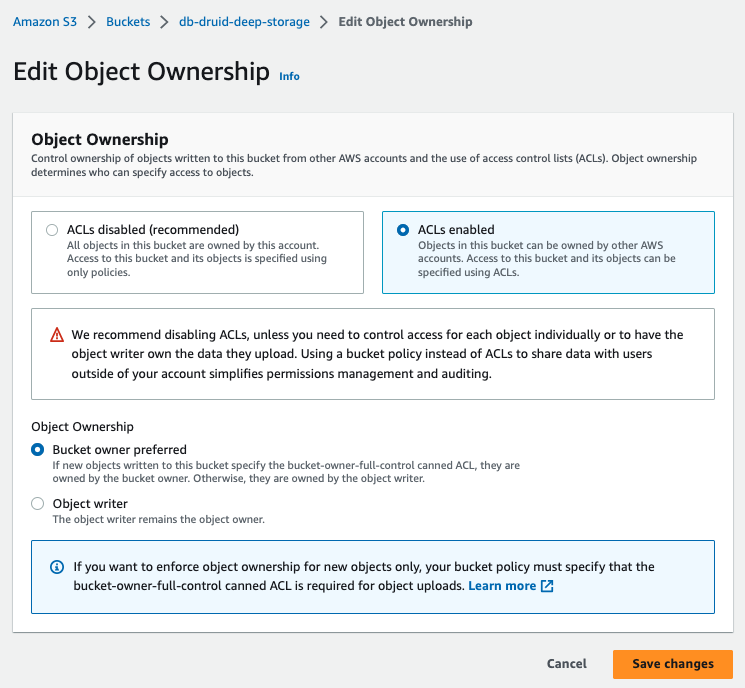 Amazon S3 > Buckets > db-druid-deep-storage > Edit Object Ownership
Edit Object Ownership Info
Object Ownership
Control ownership of objects written to this bucket from other AWS accounts and the use of access control lists (ACLs). Object ownership
determines who can specify access to objects.
ACLs disabled (recommended)
All objects in this bucket are owned by this account.
Access to this bucket and its objects is specified using
only policies.
ACLs enabled
Objects in this bucket can be owned by other AWS
accounts. Access to this bucket and its objects can be
specified using ACLs.
We recommend disabling ACLs, unless you need to control access for each object individually or to have the
object writer own the data they upload. Using a bucket policy instead of ACLs to share data with users
outside of your account simplifies permissions management and auditing.
Object Ownership
Bucket owner preferred
If new objects written to this bucket specify the bucket-owner-full-control canned ACL, they are
owned by the bucket owner. Otherwise, they are owned by the object writer.
Object writer
The object writer remains the object owner.
If you want to enforce object ownership for new objects only, your bucket policy must specify that the
bucket-owner-full-control canned ACL is required for object uploads. Learn more
Cancel
Save changes